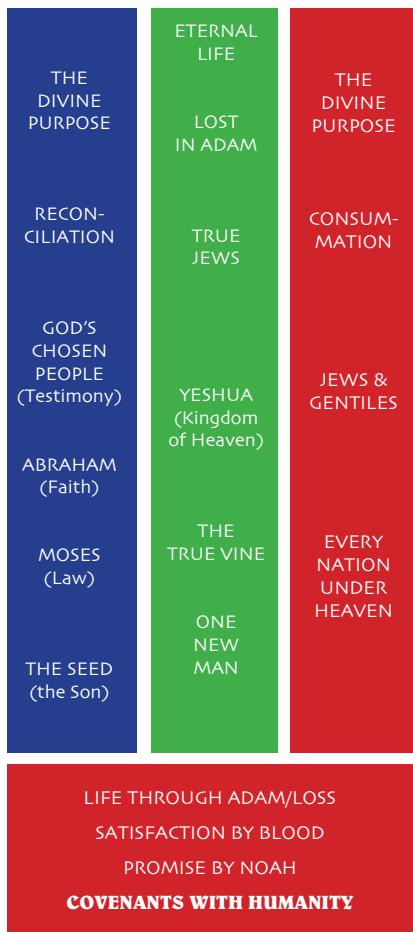 THE
DIVINE
PURPOSE
RECON-
CILIATION
GOD'S
CHOSEN
PEOPLE
(Testimony)
ABRAHAM
(Faith)
MOSES
(Law)
THE SEED
(the Son)
ETERNAL
LIFE
LOST
IN ADAM
TRUE
JEWS
YESHUA
(Kingdom
of Heaven)
THE
TRUE VINE
ONE
NEW
MAN
THE
DIVINE
PURPOSE
CONSUM-
MATION
JEWS &
GENTILES
EVERY
NATION
UNDER
HEAVEN
LIFE THROUGH ADAM/LOSS
SATISFACTION BY BLOOD
PROMISE BY NOAH
COVENANTS WITH HUMANITY